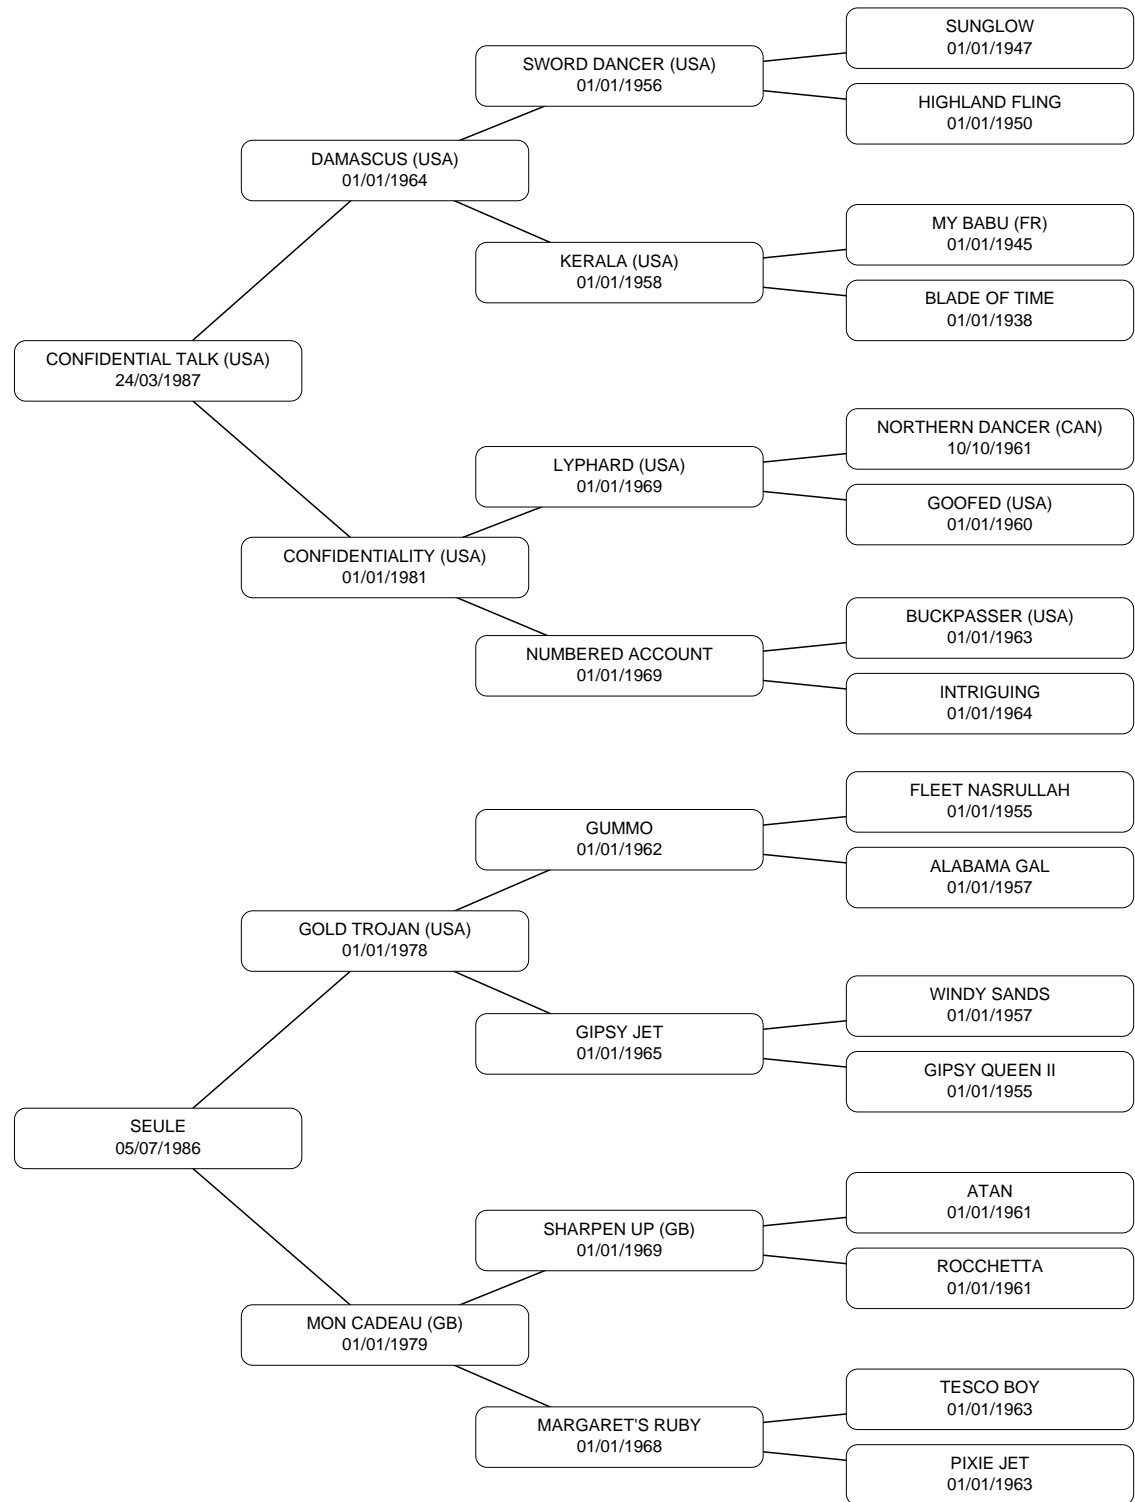 SUNGLOW
01/01/1947
SWORD DANCER (USA)
01/01/1956
HIGHLAND FLING
01/01/1950
DAMASCUS (USA)
01/01/1964
MY BABU (FR)
01/01/1945
KERALA (USA)
01/01/1958
BLADE OF TIME
01/01/1938
CONFIDENTIAL TALK (USA)
24/03/1987
NORTHERN DANCER (CAN)
10/10/1961
LYPHARD (USA)
01/01/1969
GOOFED (USA)
01/01/1960
CONFIDENTIALITY (USA)
01/01/1981
BUCKPASSER (USA)
01/01/1963
NUMBERED ACCOUNT
01/01/1969
INTRIGUING
01/01/1964
FLEET NASRULLAH
01/01/1955
GUMMO
01/01/1962
ALABAMA GAL
01/01/1957
GOLD TROJAN (USA)
01/01/1978
WINDY SANDS
01/01/1957
GIPSY JET
01/01/1965
GIPSY QUEEN II
01/01/1955
SEULE
05/07/1986
ATAN
01/01/1961
SHARPEN UP (GB)
01/01/1969
ROCCHETTA
01/01/1961
MON CADEAU (GB)
01/01/1979
TESCO BOY
01/01/1963
MARGARET'S RUBY
01/01/1968
PIXIE JET
01/01/1963